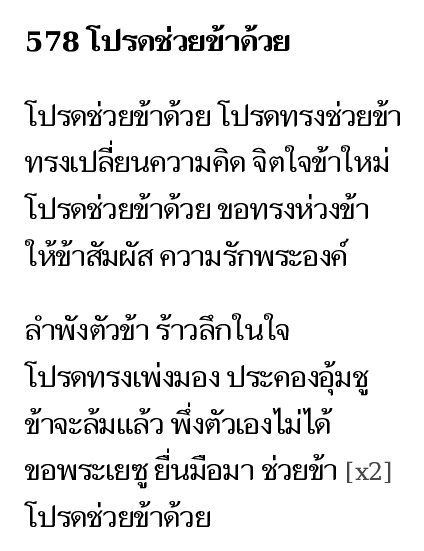 578 โปรดช่วยข้าด้วย
โปรดช่วยข้าด้วย โปรดทรงช่วยข้า
ทรงเปลี่ยนความคิด จิตใจข้าใหม่
โปรดช่วยข้าด้วย ขอทรงห่วงข้า
ให้ข้าสัมผัส ความรักพระองค์
ลำพังตัวข้า ร้าวลึกในใจ
โปรดทรงเพ่งมอง ประคองอุ้มชู
ข้าจะล้มแล้ว พึ่งตัวเองไม่ได้
ขอพระเยซู ยื่นมือมา ช่วยข้า [x2]
โปรดช่วยข้าด้วย